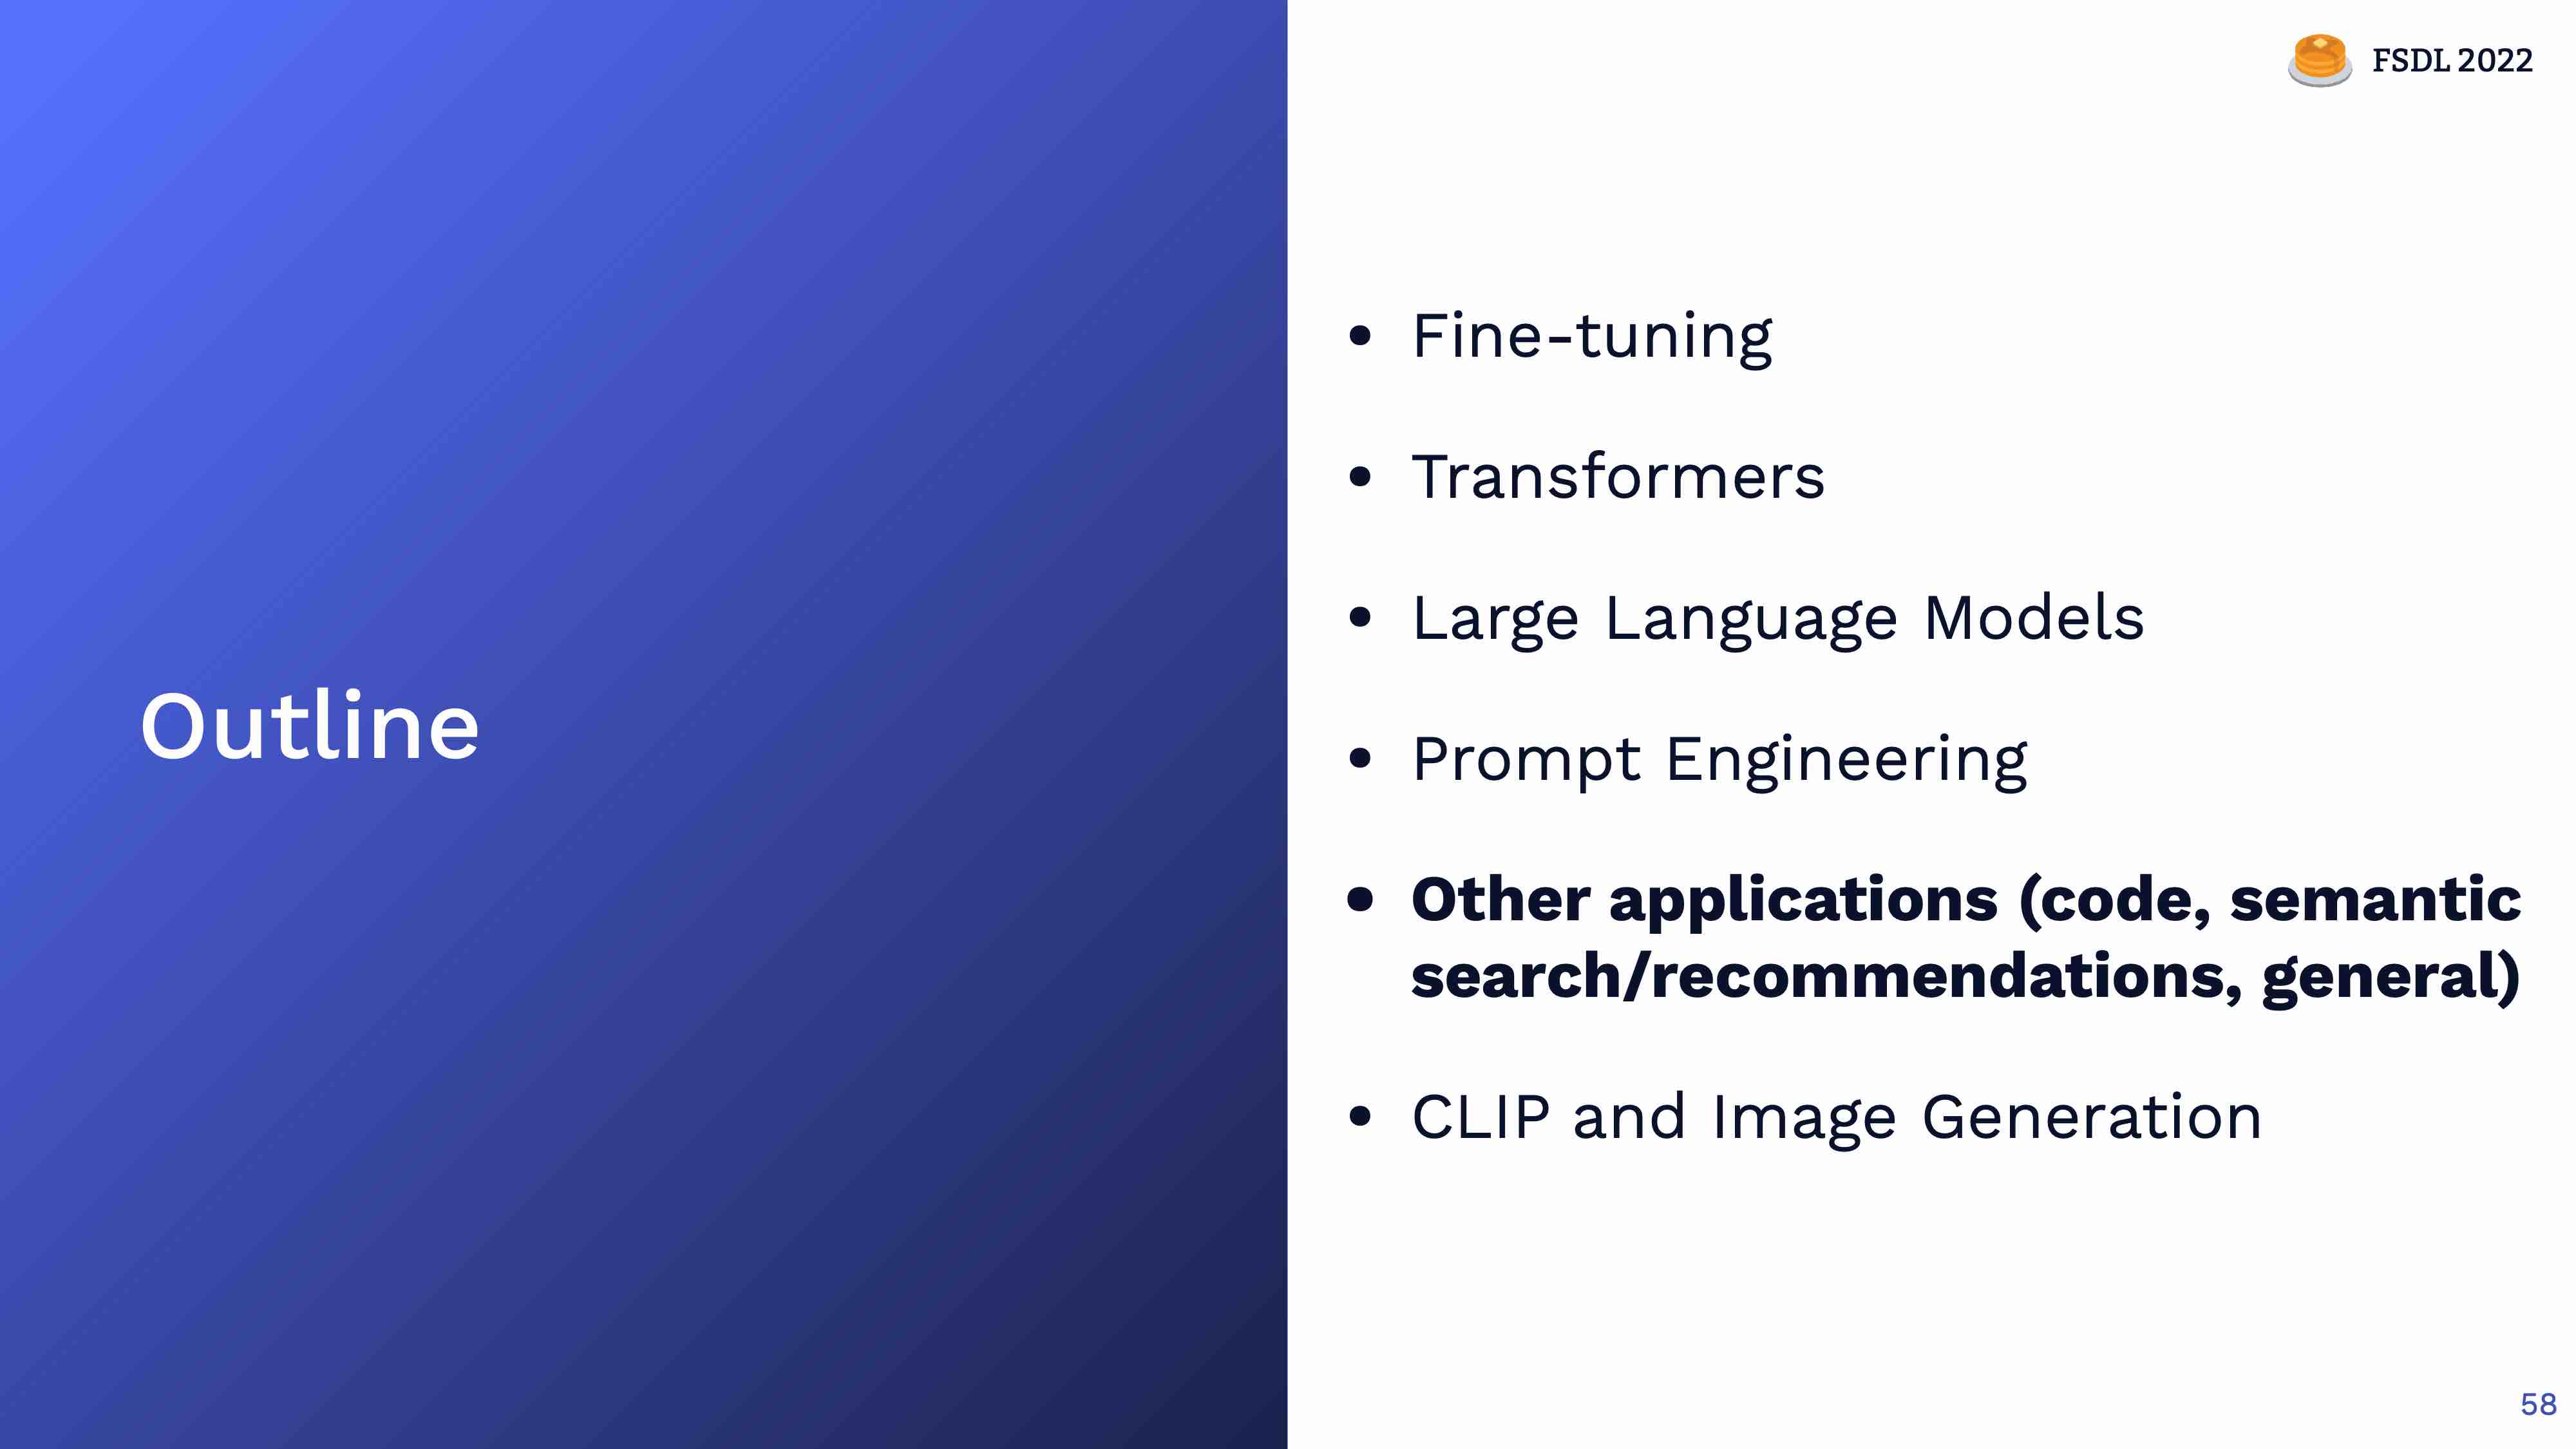 FSDL 2022
Outline
• Fine-tuning
• Transformers
• Large Language Models
• Prompt Engineering
• Other applications (code, semantic
search/recommendations, general)
• CLIP and Image Generation
58